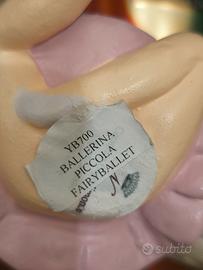 YB700
BALLERINA
PICCOLA
FAIRYBALLET
N
subito